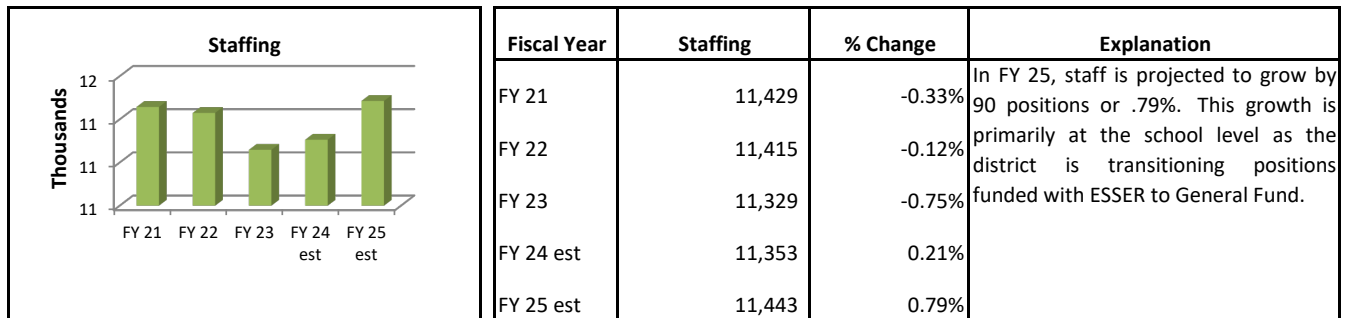 Staffing
Thousands
12
11
11
11
FY 21 FY 22 FY 23 FY 24 est FY 25 est
Fiscal Year Staffing % Change Explanation
FY 21 11,429 -0.33%
FY 22 11,415 -0.12%
FY 23 11,329 -0.75%
FY 24 est 11,353 0.21%
FY 25 est 11,443 0.79%
In FY 25, staff is projected to grow by
90 positions or .79%. This growth is
primarily at the school level as the
district is transitioning positions
funded with ESSER to General Fund.